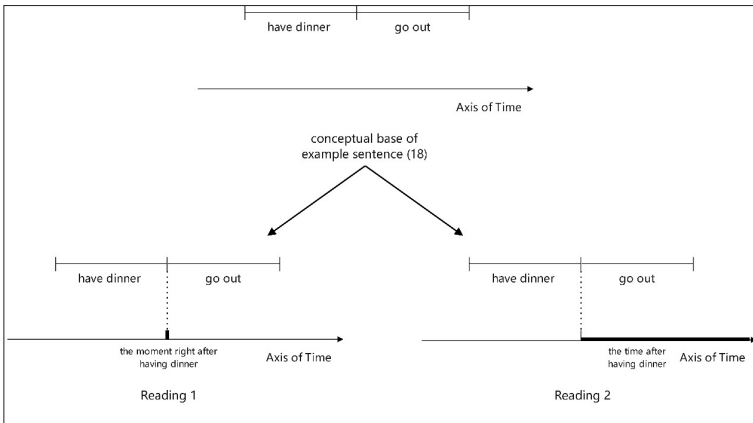 have dinner
go out
Axis of Time
conceptual base of
example sentence (18)
have dinner
go out
the moment right after
having dinner
Axis of Time
Reading 1
have dinner
go out
the time after
having dinner
Axis of Time
Reading 2